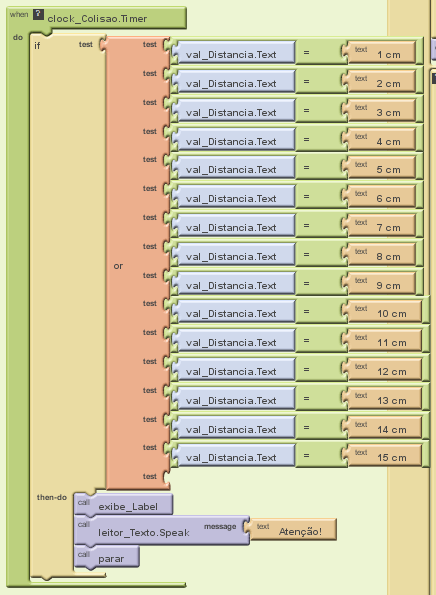 when ? clock_Colisao.Timer
do if test or test val_Distancia.Text = text 1 cm
test val_Distancia.Text = text 2 cm
test val_Distancia.Text = text 3 cm
test val_Distancia.Text = text 4 cm
test val_Distancia.Text = text 5 cm
test val_Distancia.Text = text 6 cm
test val_Distancia.Text = text 7 cm
test val_Distancia.Text = text 8 cm
test val_Distancia.Text = text 9 cm
test val_Distancia.Text = text 10 cm
test val_Distancia.Text = text 11 cm
test val_Distancia.Text = text 12 cm
test val_Distancia.Text = text 13 cm
test val_Distancia.Text = text 14 cm
test val_Distancia.Text = text 15 cm
test
then-do call exibe_Label
call leitor_Texto.Speak message text Atenção!
call parar